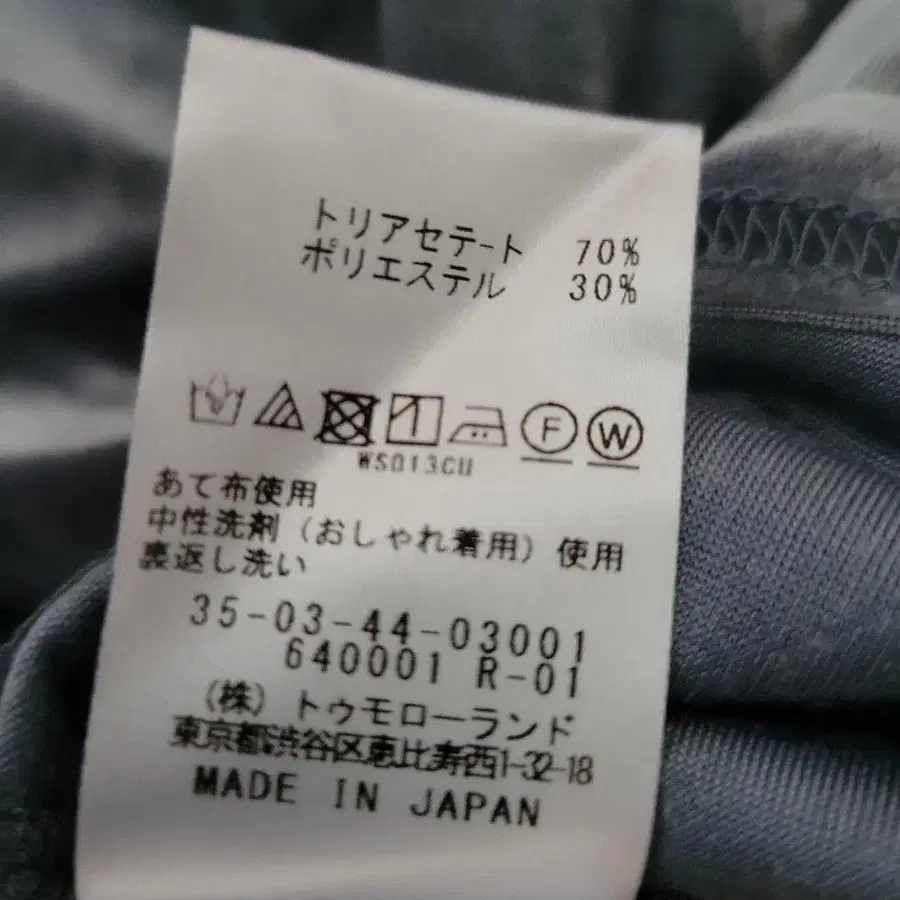 トリアセテート 70%
ポリエステル 30%
F W
WS013CU
あて布使用
中性洗剤（おしゃれ着用）使用
裏返し洗い
35-03-44-03001
640001 R-01
（株）トゥモローランド
東京都渋谷区恵比寿西1-32-18
MADE IN JAPAN